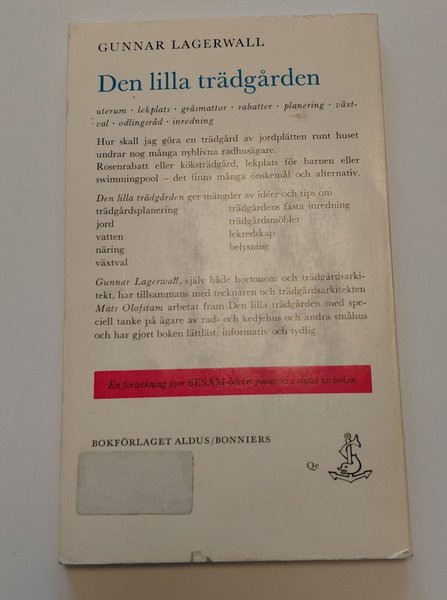 GUNNAR LAGERWALL
Den lilla trädgården
uterum · lekplats · gräsmattor · rabatter · planering · växt-
val · odlingsråd · inredning
Hur skall jag göra en trädgård av jordplätten runt huset
undrar nog många nyblivna radhusägare.
Rosenrabatt eller köksträdgård, lekplats för barnen eller
swimmingpool – det finns många önskemål och alternativ.
Den lilla trädgården ger mängder av idéer och tips om
trädgårdsplanering
jord
vatten
näring
växtval
trädgårdens fasta inredning
trädgårdsmöbler
lekredskap
belysning
Gunnar Lagerwall, själv både hortonom och trädgårdsarki-
tekt, har tillsammans med tecknaren och trädgårdsarkitekten
Mats Olofstam arbetat fram Den lilla trädgården med spe-
ciell tanke på ägare av rad- och kedjehus och andra småhus
och har gjort boken lättläst, informativ och tydlig.
En förteckning över SESAM-böcker finner ni i slutet av boken
BOKFÖRLAGET ALDUS/BONNIERS
Qe